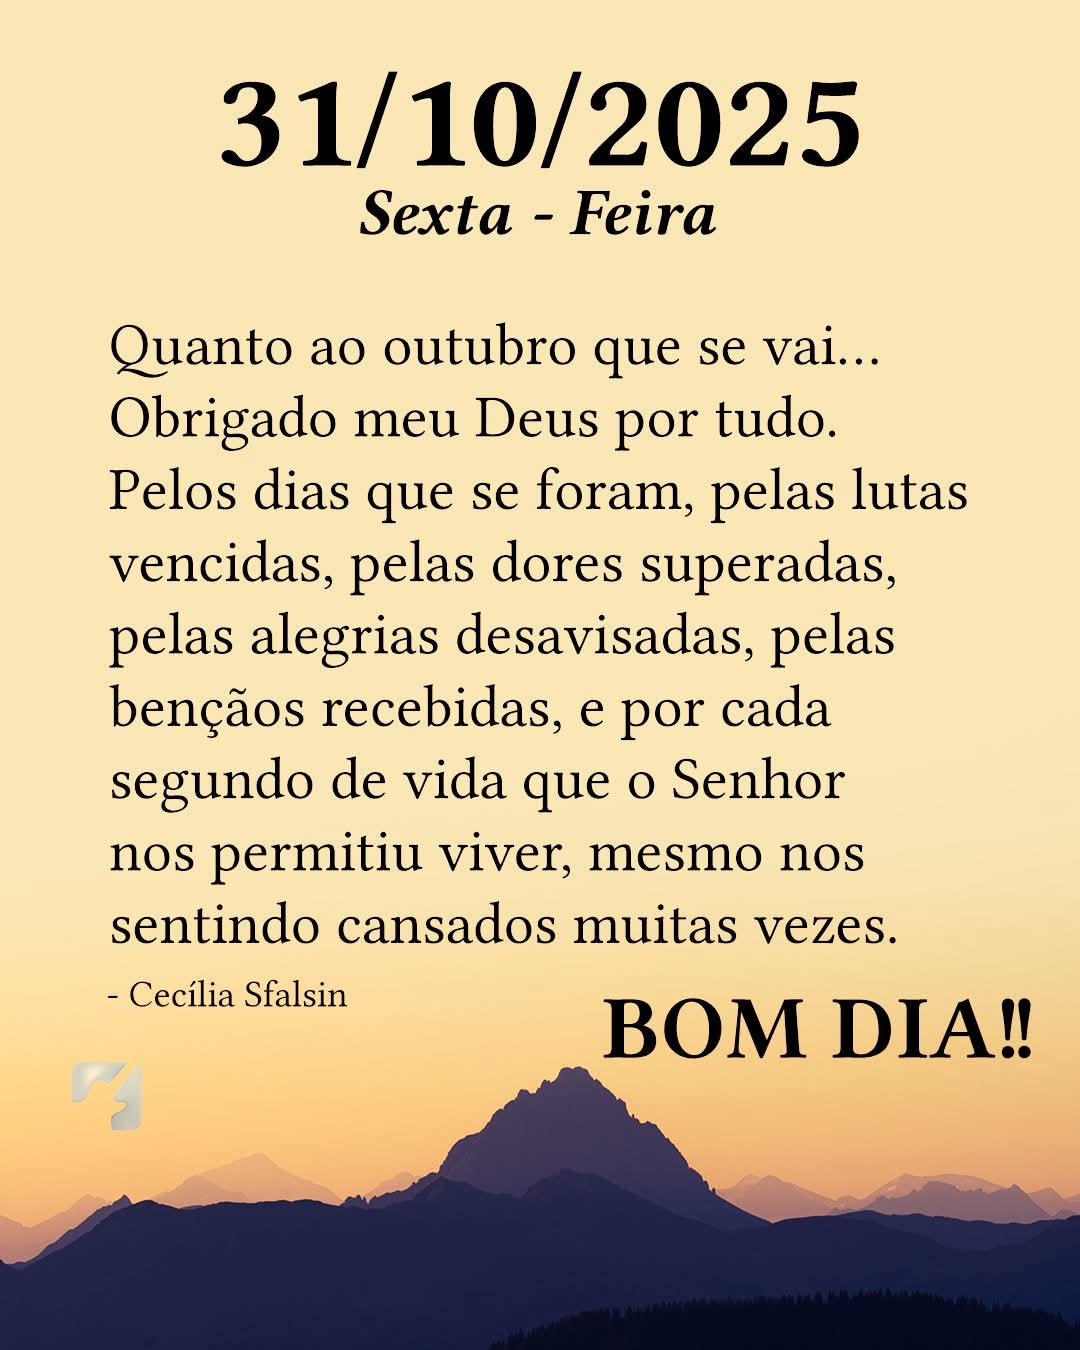 31/10/2025
Sexta - Feira
Quanto ao outubro que se vai...
Obrigado meu Deus por tudo.
Pelos dias que se foram, pelas lutas
vencidas, pelas dores superadas,
pelas alegrias desavisadas, pelas
bençãos recebidas, e por cada
segundo de vida que o Senhor
nos permitiu viver, mesmo nos
sentindo cansados muitas vezes.
- Cecília Sfalsin
BOM DIA!!